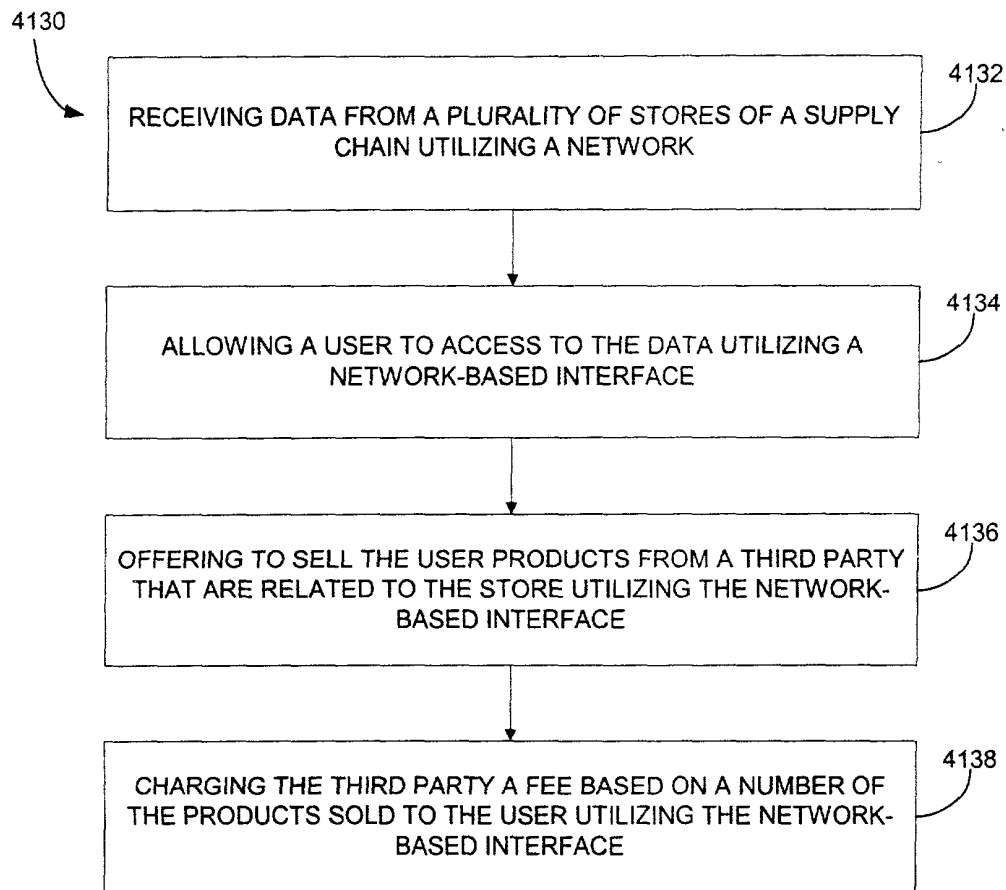 4130
4132
RECEIVING DATA FROM A PLURALITY OF STORES OF A SUPPLY
CHAIN UTILIZING A NETWORK
4134
ALLOWING A USER TO ACCESS TO THE DATA UTILIZING A
NETWORK-BASED INTERFACE
4136
OFFERING TO SELL THE USER PRODUCTS FROM A THIRD PARTY
THAT ARE RELATED TO THE STORE UTILIZING THE NETWORK-
BASED INTERFACE
4138
CHARGING THE THIRD PARTY A FEE BASED ON A NUMBER OF
THE PRODUCTS SOLD TO THE USER UTILIZING THE NETWORK-
BASED INTERFACE